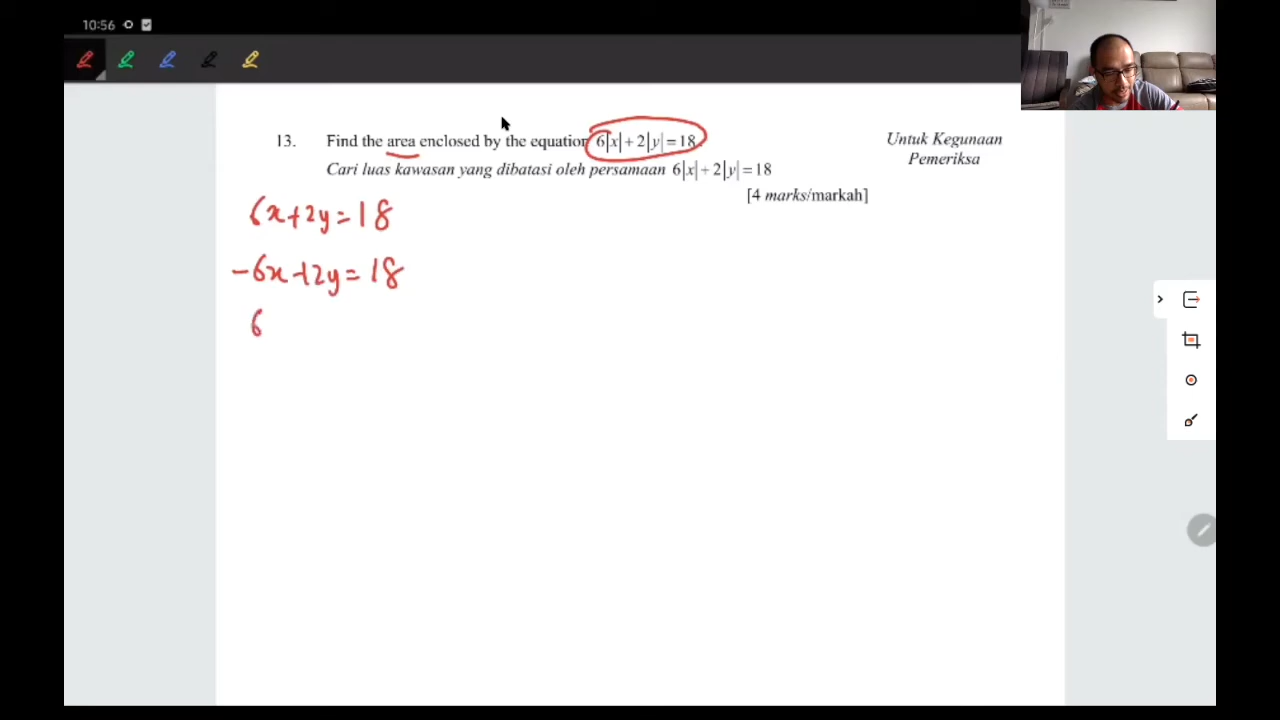 10:56
13. Find the area enclosed by the equation 6|x|+2|y|=18.
Untuk Kegunaan
Pemeriksa
Cari luas kawasan yang dibatasi oleh persamaan 6|x|+2|y|=18
[4 marks/markah]
6x+2y=18
-6x+2y=18
6